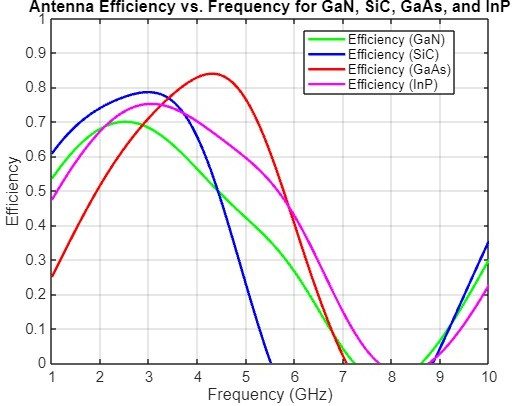 Antenna Efficiency vs. Frequency for GaN, SiC, GaAs, and InP
Efficiency (GaN)
Efficiency (SiC)
Efficiency (GaAs)
Efficiency (InP)
Efficiency
1
0.9
0.8
0.7
0.6
0.5
0.4
0.3
0.2
0.1
0
1 2 3 4 5 6 7 8 9 10
Frequency (GHz)